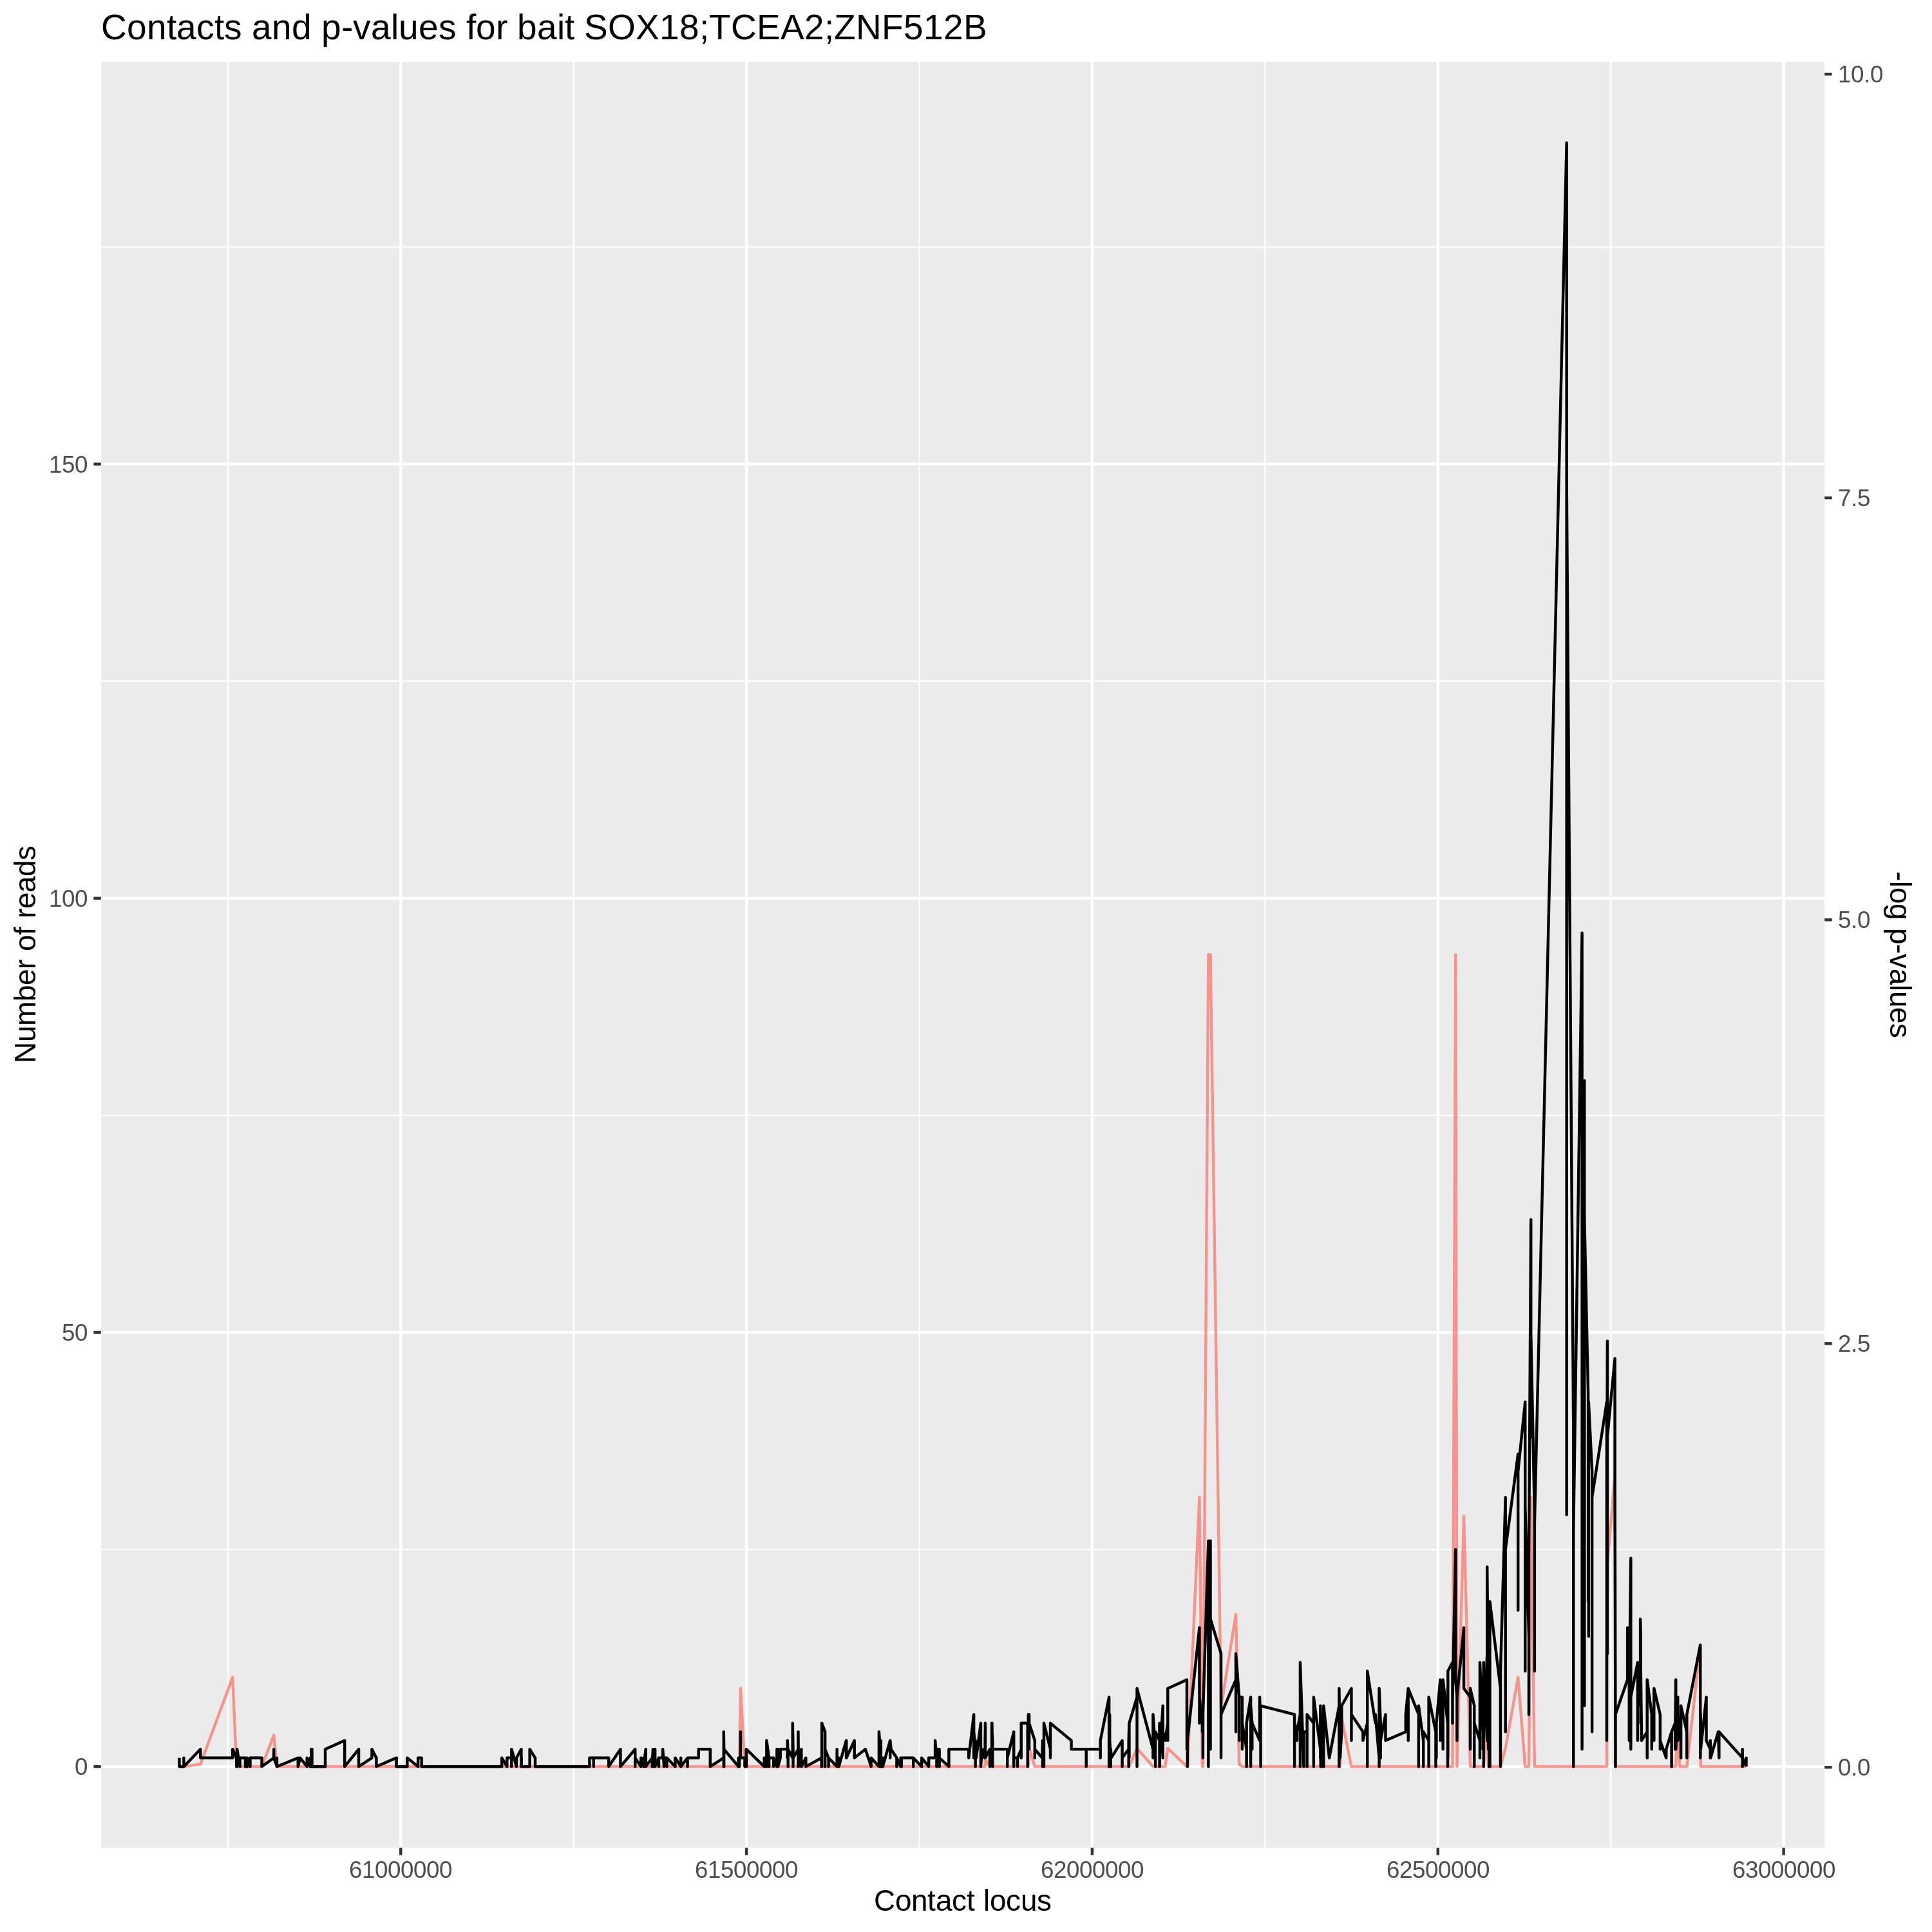 Contacts and p-values for bait SOX18;TCEA2;ZNF512B
Number of reads
150
100
50
0
10.0
7.5
5.0
2.5
0.0
-log p-values
61000000 61500000 62000000 62500000 63000000
Contact locus